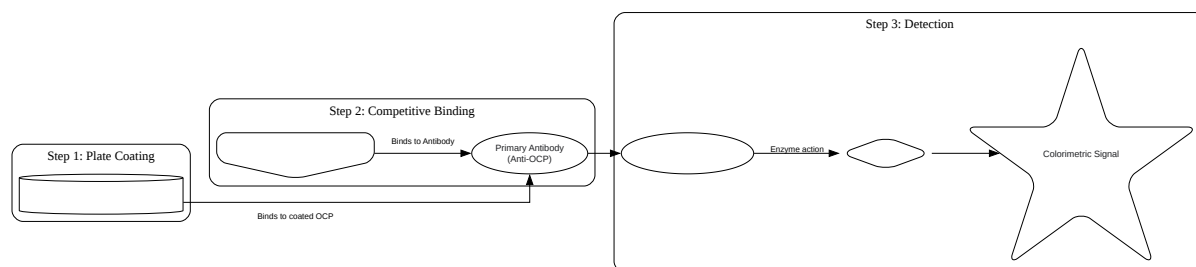 Step 3: Detection
Step 2: Competitive Binding
Binds to Antibody
Primary Antibody
(Anti-OCP)
Enzyme action
Colorimetric Signal
Step 1: Plate Coating
Binds to coated OCP